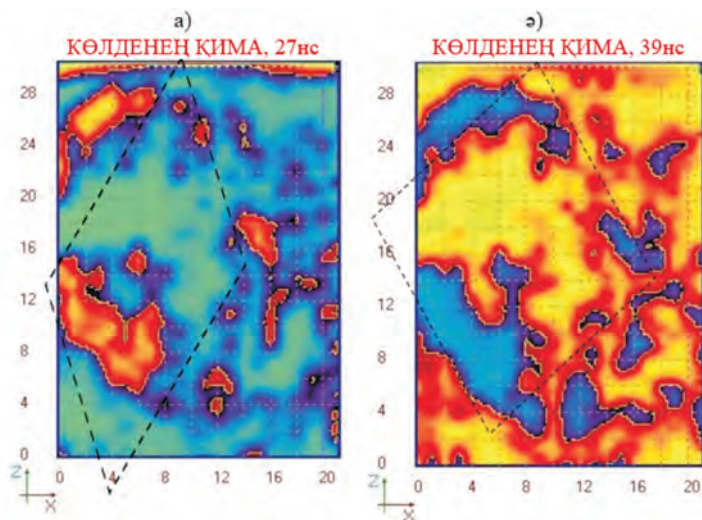 а)
КӨЛДЕНЕҢ ҚИМА, 27нс
28
24
20
16
12
8
4
0
0 4 8 12 16 20
Z
X
ә)
КӨЛДЕНЕҢ ҚИМА, 39нс
28
24
20
16
12
8
4
0
0 4 8 12 16 20
Z
X